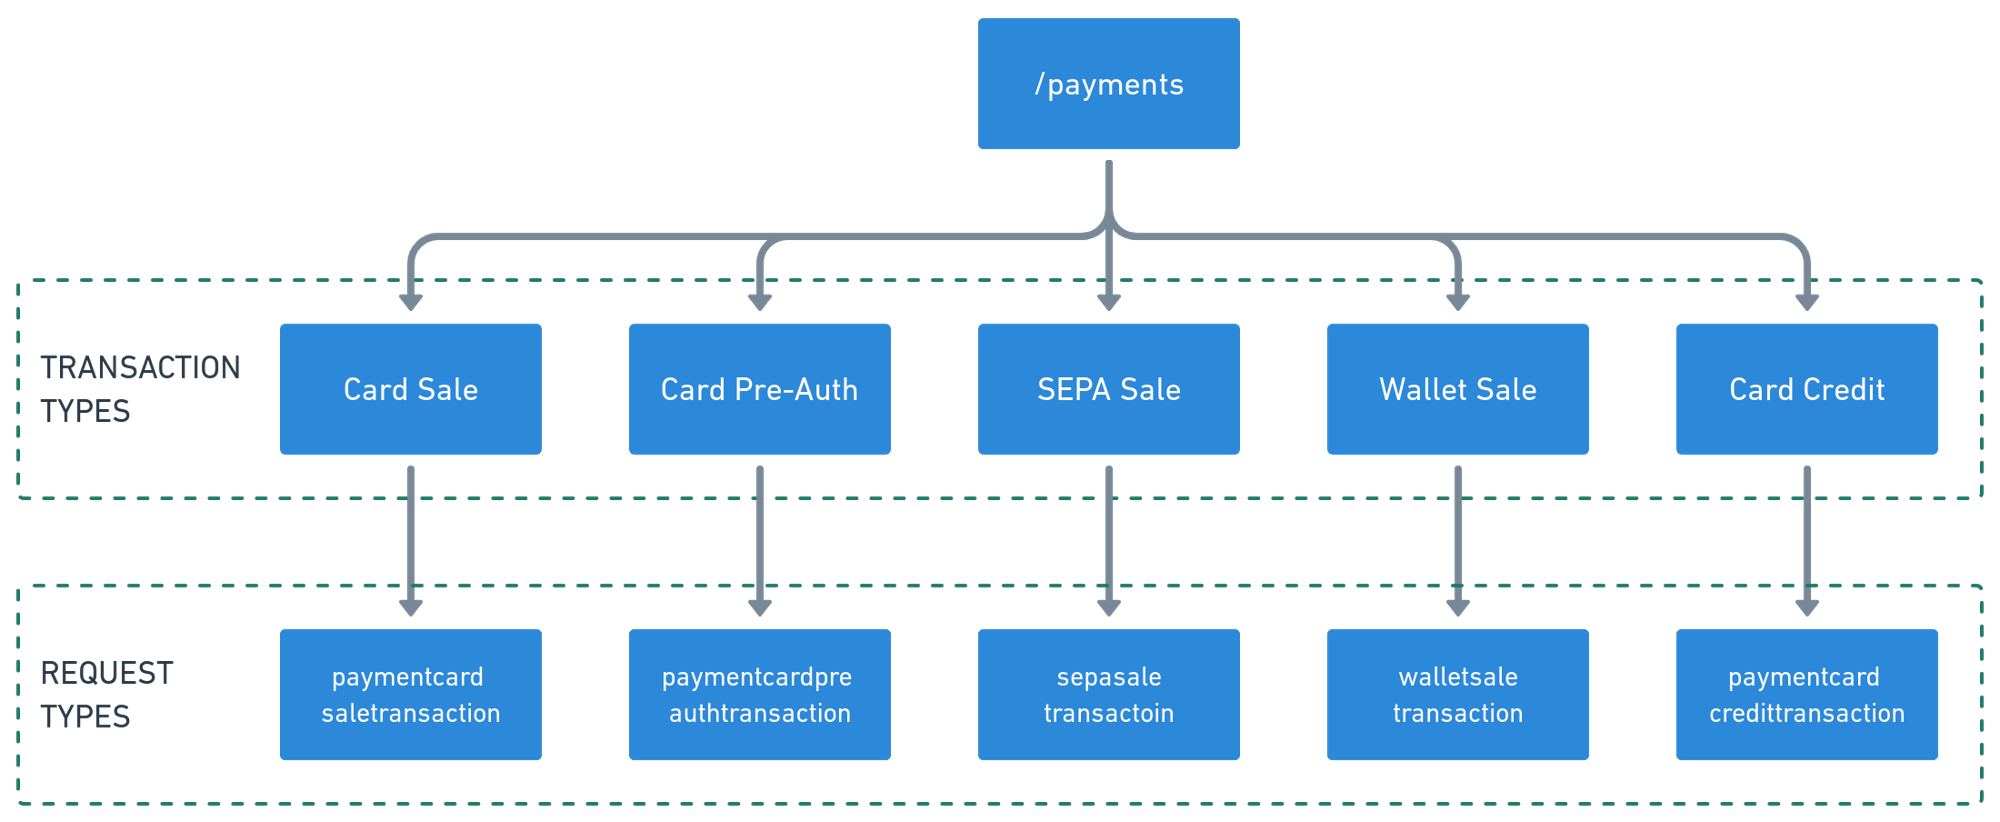 /payments
TRANSACTION
TYPES
Card Sale
Card Pre-Auth
SEPA Sale
Wallet Sale
Card Credit
REQUEST
TYPES
paymentcard
saletransaction
paymentcardpre
authtransaction
sepasale
transactoin
walletsale
transaction
paymentcard
credittransaction